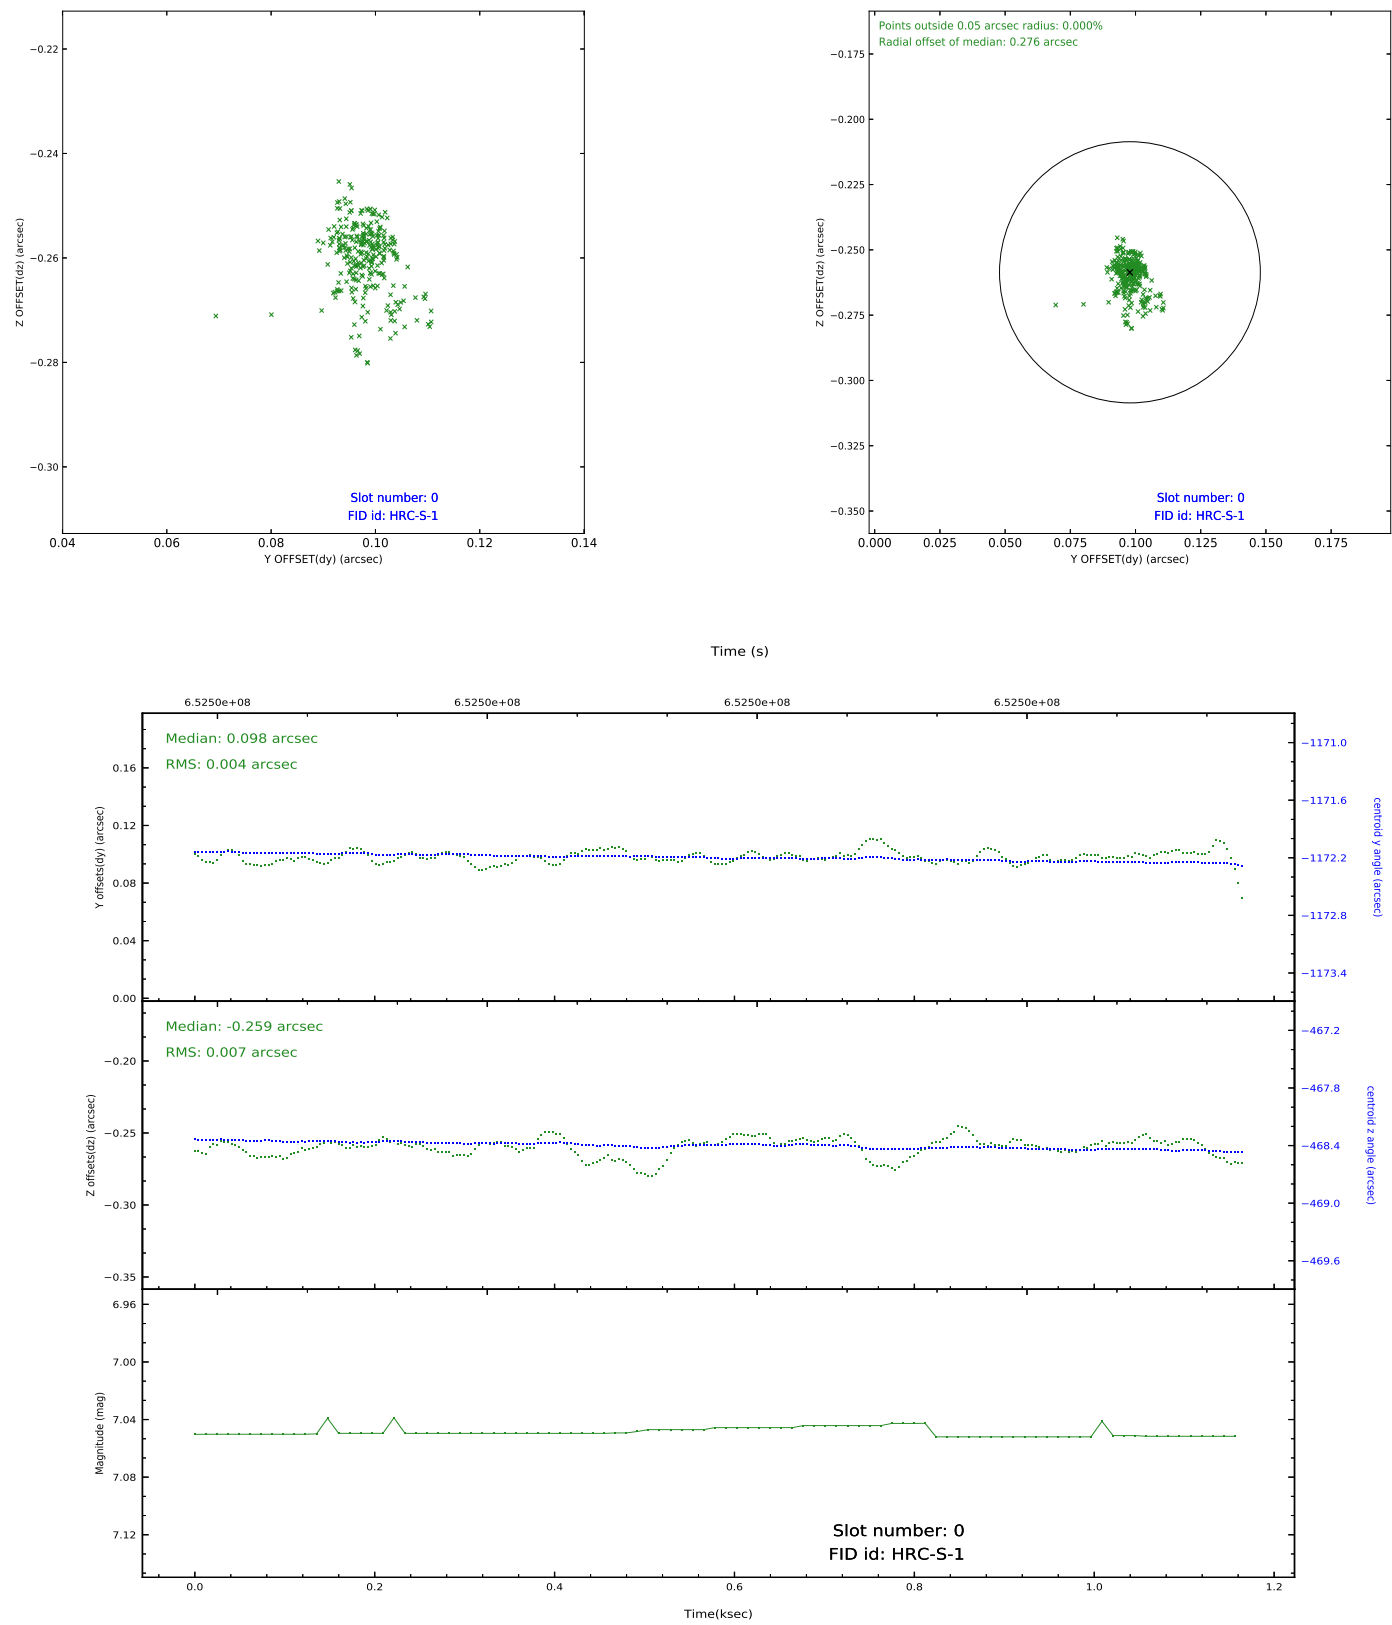 −0.22
−0.24
−0.26
−0.28
−0.30
Z OFFSET(dz) (arcsec)
Slot number: 0
FID id: HRC-S-1
0.04 0.06 0.08 0.10 0.12 0.14
Y OFFSET(dy) (arcsec)
Points outside 0.05 arcsec radius: 0.000%
Radial offset of median: 0.276 arcsec
−0.175
−0.200
−0.225
−0.250
−0.275
−0.300
−0.325
−0.350
Z OFFSET(dz) (arcsec)
Slot number: 0
FID id: HRC-S-1
0.000 0.025 0.050 0.075 0.100 0.125 0.150 0.175
Y OFFSET(dy) (arcsec)
Time (s)
6.5250e+08 6.5250e+08 6.5250e+08 6.5250e+08
Median: 0.098 arcsec
RMS: 0.004 arcsec
0.16
0.12
0.08
0.04
0.00
Y offsets(dy) (arcsec)
−1171.0
−1171.6
−1172.2
−1172.8
−1173.4
centroid y angle (arcsec)
Median: -0.259 arcsec
RMS: 0.007 arcsec
−0.20
−0.25
−0.30
−0.35
Z offsets(dz) (arcsec)
−467.2
−467.8
−468.4
−469.0
−469.6
centroid z angle (arcsec)
6.96
7.00
7.04
7.08
7.12
Magnitude (mag)
Slot number: 0
FID id: HRC-S-1
0.0 0.2 0.4 0.6 0.8 1.0 1.2
Time(ksec)